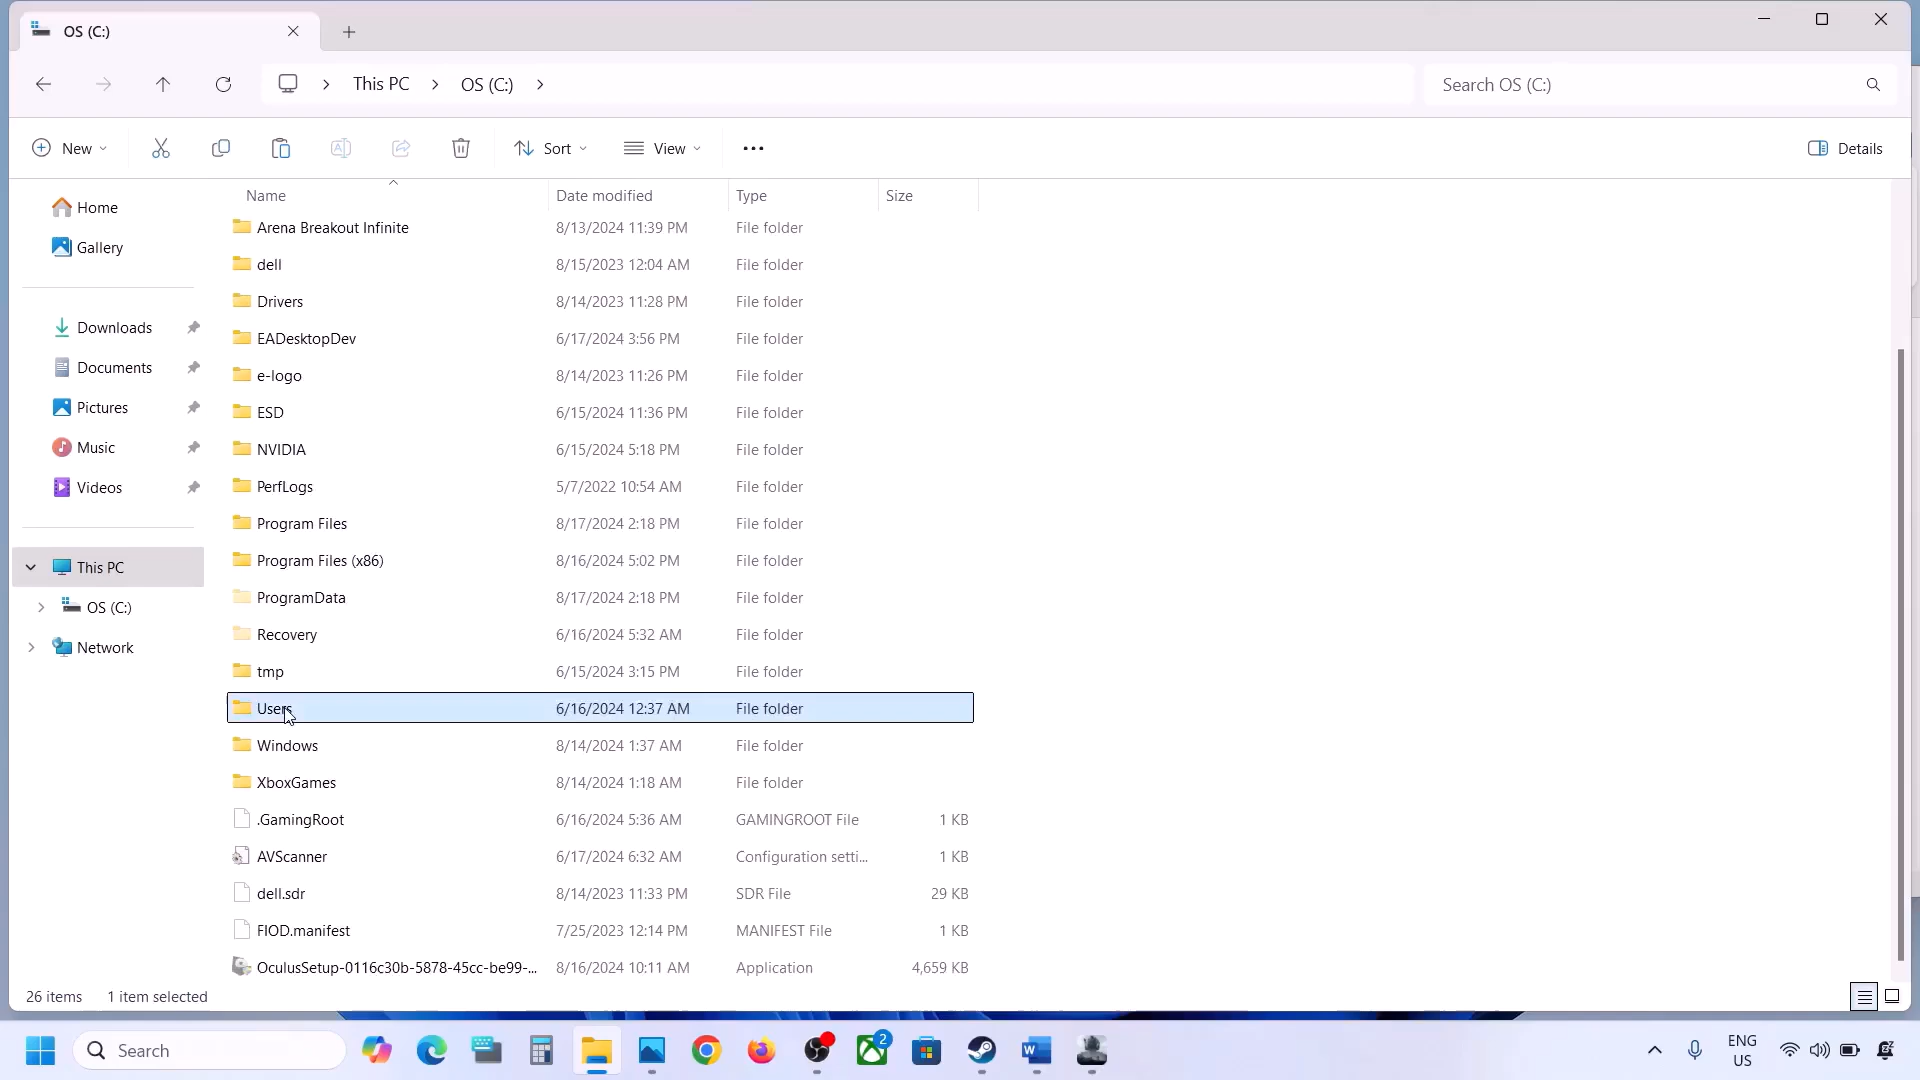 OS (C:)
This PC
OS (C:)
Search OS (C:)
New
Sort
View
Details
Name
Date modified
Type
Size
Home
Gallery
Downloads
Documents
Pictures
Music
Videos
This PC
OS (C:)
Network
Arena Breakout Infinite 8/13/2024 11:39 PM File folder
dell 8/15/2023 12:04 AM File folder
Drivers 8/14/2023 11:28 PM File folder
EADesktopDev 6/17/2024 3:56 PM File folder
e-logo 8/14/2023 11:26 PM File folder
ESD 6/15/2024 11:36 PM File folder
NVIDIA 6/15/2024 5:18 PM File folder
PerfLogs 5/7/2022 10:54 AM File folder
Program Files 8/17/2024 2:18 PM File folder
Program Files (x86) 8/16/2024 5:02 PM File folder
ProgramData 8/17/2024 2:18 PM File folder
Recovery 6/16/2024 5:32 AM File folder
tmp 6/15/2024 3:15 PM File folder
Users 6/16/2024 12:37 AM File folder
Windows 8/14/2024 1:37 AM File folder
XboxGames 8/14/2024 1:18 AM File folder
.GamingRoot 6/16/2024 5:36 AM GAMINGROOT File 1 KB
AVScanner 6/17/2024 6:32 AM Configuration setti... 1 KB
dell.sdr 8/14/2023 11:33 PM SDR File 29 KB
FIOD.manifest 7/25/2023 12:14 PM MANIFEST File 1 KB
OculusSetup-0116c30b-5878-45cc-be99-... 8/16/2024 10:11 AM Application 4,659 KB
26 items 1 item selected
Search
2
ENG
US